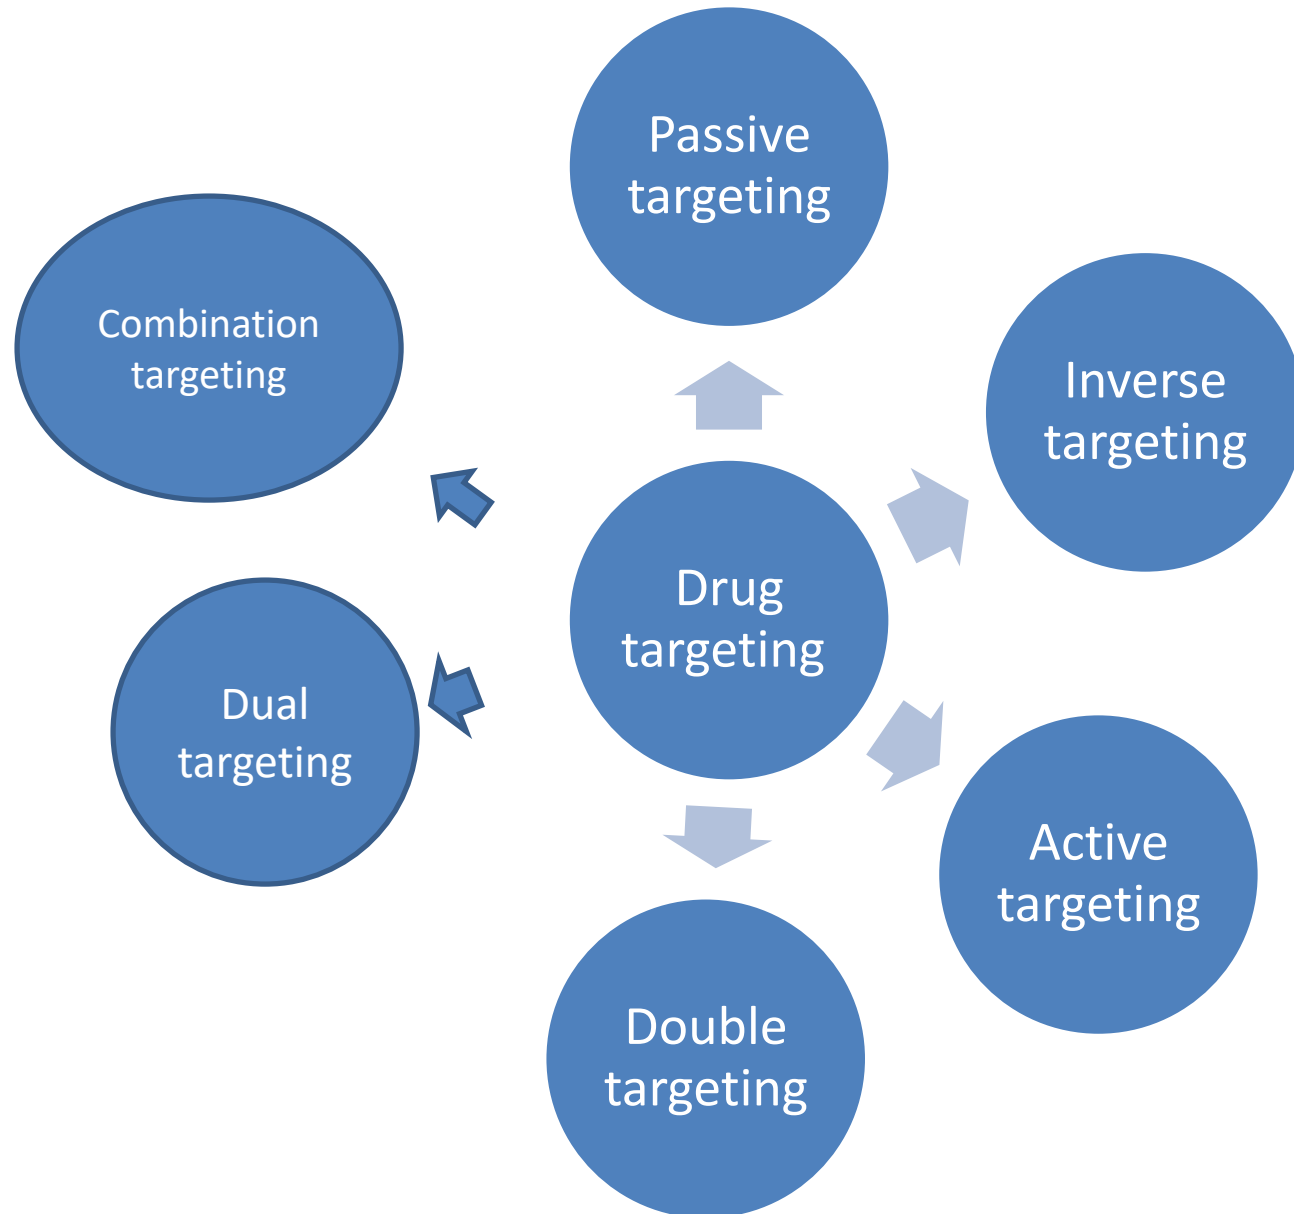 Passive
targeting
Combination
targeting
Inverse
targeting
Drug
targeting
Dual
targeting
Active
targeting
Double
targeting